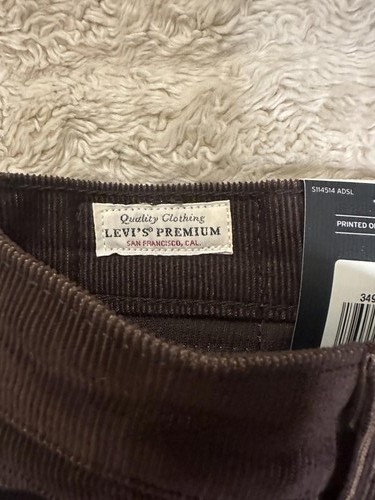 Quality Clothing
LEVI'S® PREMIUM
SAN FRANCISCO, CAL.
S114514 ADSL
PRINTED O
349